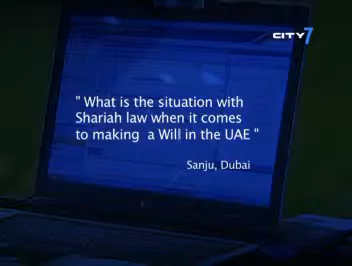 CITY7
" What is the situation with
Shariah law when it comes
to making  a Will in the UAE "
Sanju, Dubai